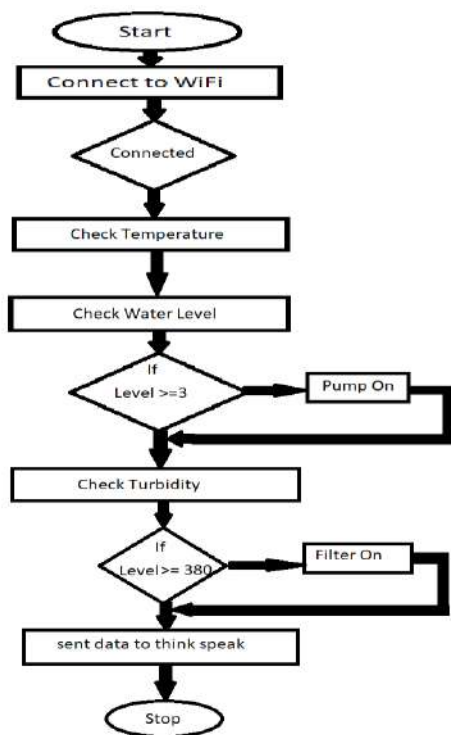 Start
Connect to WiFi
Connected
Check Temperature
Check Water Level
If
Level >=3
Pump On
Check Turbidity
If
Level>= 380
Filter On
sent data to think speak
Stop